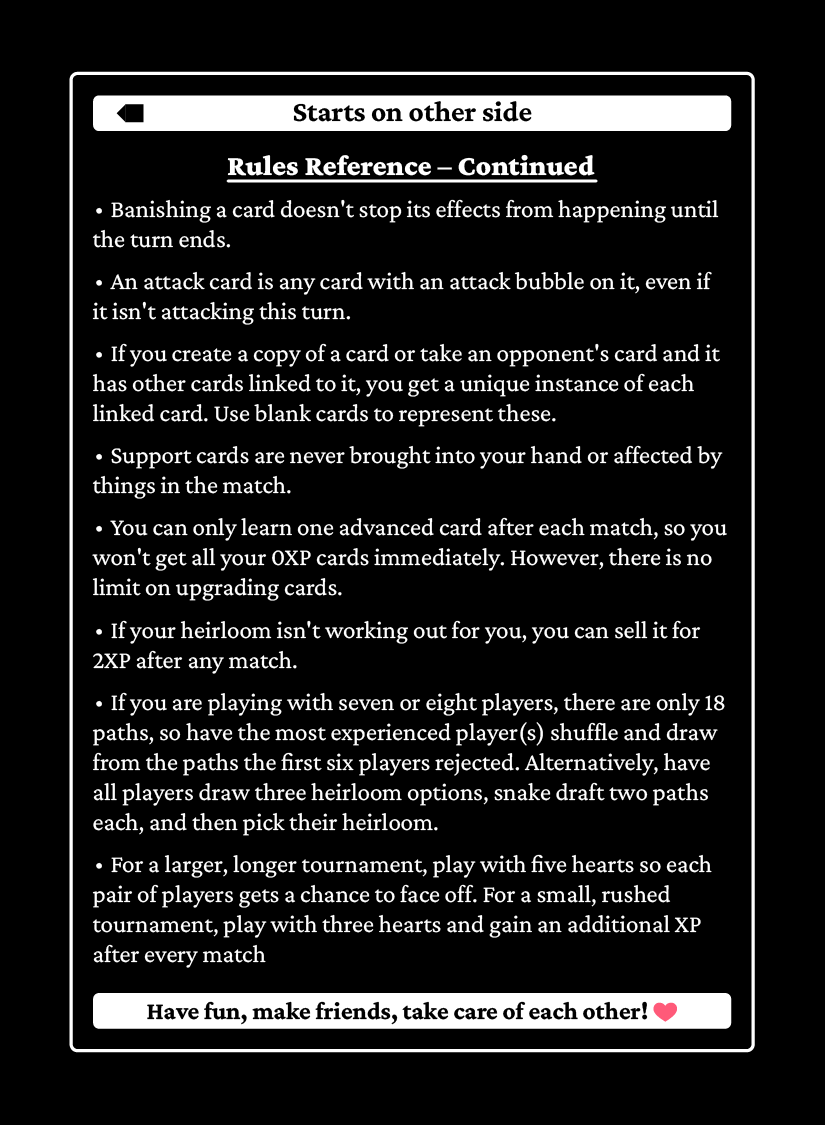 Starts on other side
Rules Reference – Continued
• Banishing a card doesn't stop its effects from happening until
the turn ends.
• An attack card is any card with an attack bubble on it, even if
it isn't attacking this turn.
• If you create a copy of a card or take an opponent's card and it
has other cards linked to it, you get a unique instance of each
linked card. Use blank cards to represent these.
• Support cards are never brought into your hand or affected by
things in the match.
• You can only learn one advanced card after each match, so you
won't get all your 0XP cards immediately. However, there is no
limit on upgrading cards.
• If your heirloom isn't working out for you, you can sell it for
2XP after any match.
• If you are playing with seven or eight players, there are only 18
paths, so have the most experienced player(s) shuffle and draw
from the paths the first six players rejected. Alternatively, have
all players draw three heirloom options, snake draft two paths
each, and then pick their heirloom.
• For a larger, longer tournament, play with five hearts so each
pair of players gets a chance to face off. For a small, rushed
tournament, play with three hearts and gain an additional XP
after every match
Have fun, make friends, take care of each other!